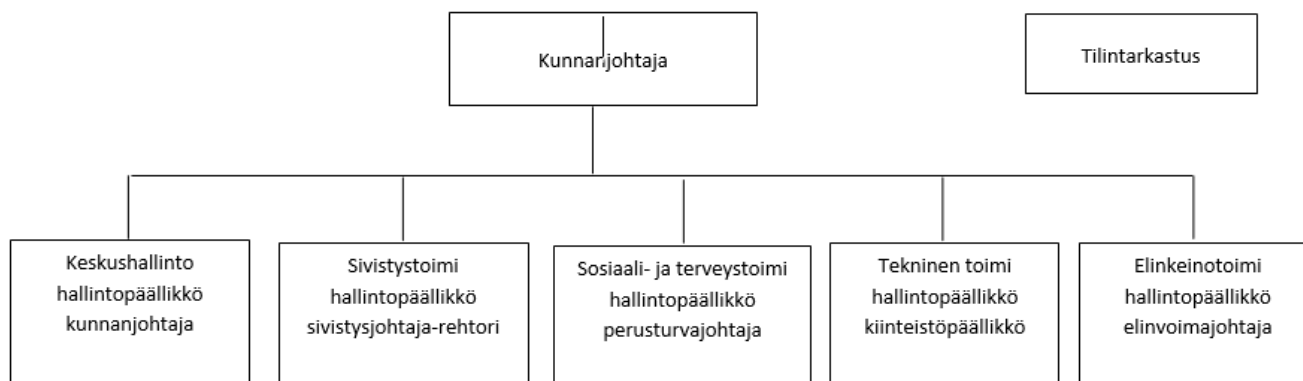 Kunnanjohtaja
Tilintarkastus
Keskushallinto
hallintopäällikkö
kunnanjohtaja
Sivistystoimi
hallintopäällikkö
sivistysjohtaja-rehtori
Sosiaali- ja terveystoimi
hallintopäällikkö
perusturvajohtaja
Tekninen toimi
hallintopäällikkö
kiinteistöpäällikkö
Elinkeinotoimi
hallintopäällikkö
elinvoimajohtaja